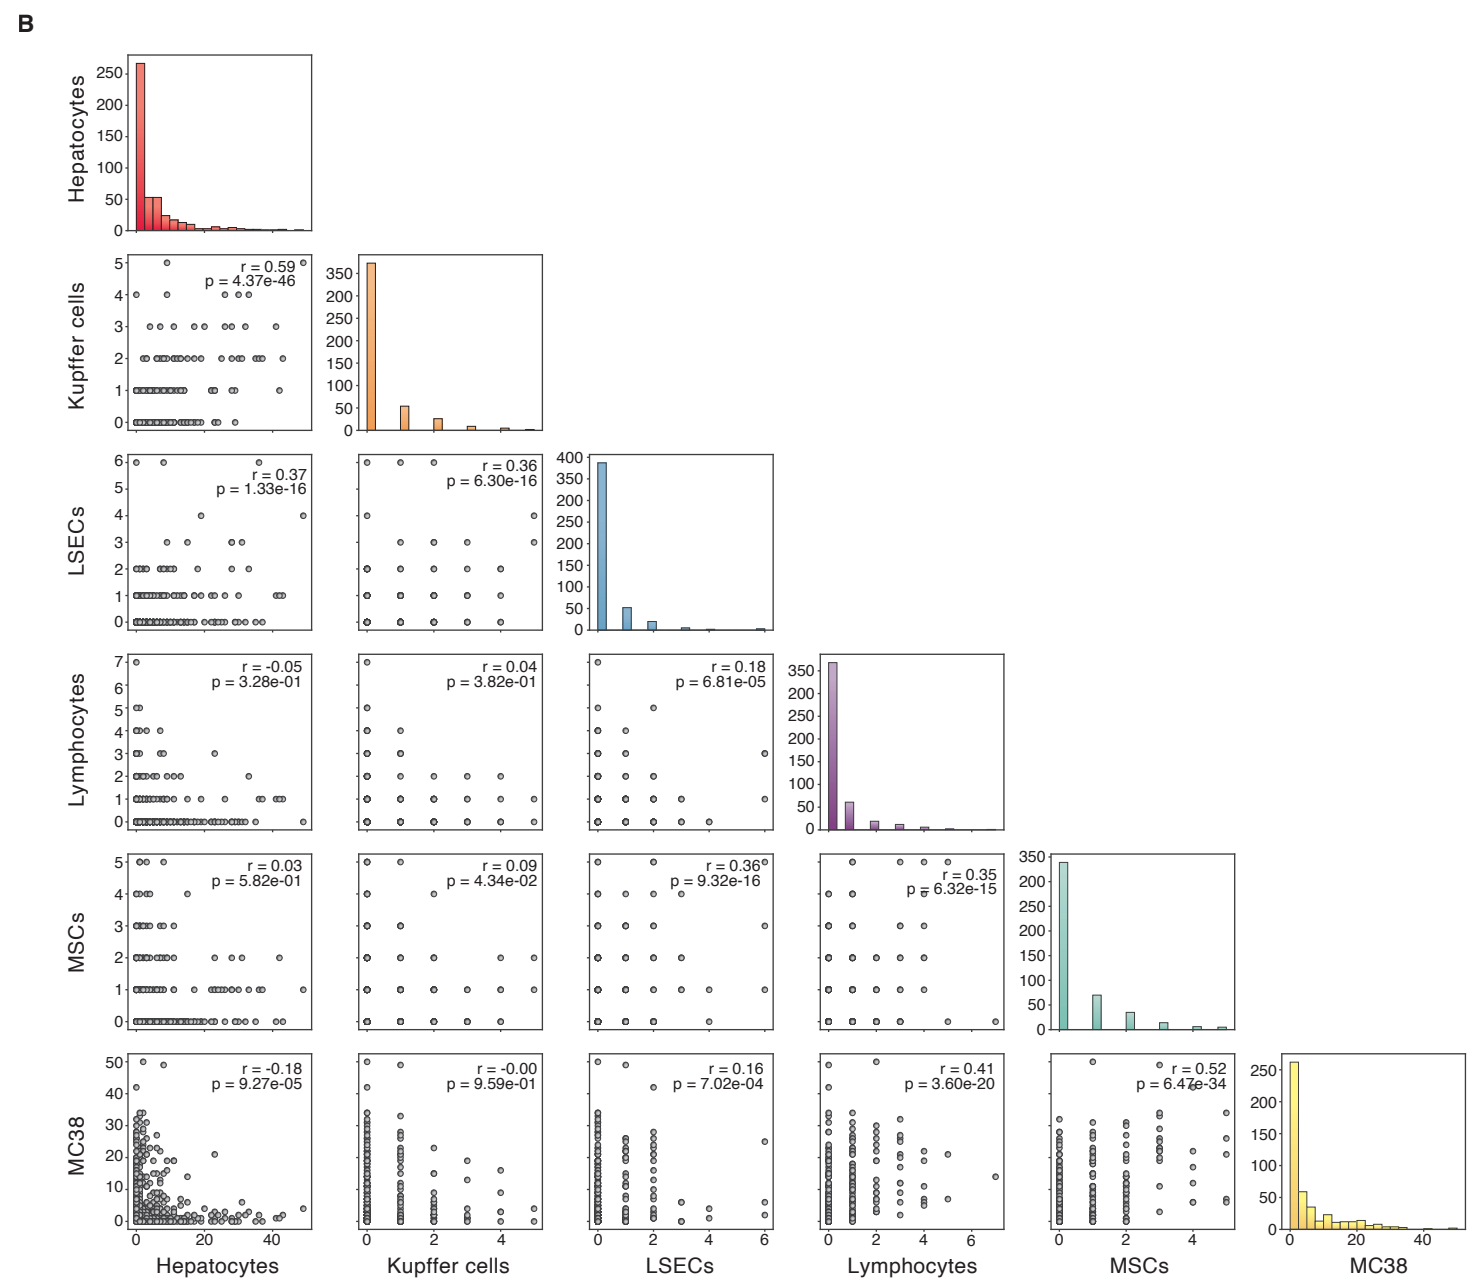 B
Hepatocytes
250
200
150
100
50
0
Kupffer cells
5
4
3
2
1
0
r = 0.59
p = 4.37e-46
350
300
250
200
150
100
50
0
LSECs
6
5
4
3
2
1
0
r = 0.37
p = 1.33e-16
r = 0.36
p = 6.30e-16
400
350
300
250
200
150
100
50
0
Lymphocytes
7
6
5
4
3
2
1
0
r = -0.05
p = 3.28e-01
r = 0.04
p = 3.82e-01
r = 0.18
p = 6.81e-05
350
300
250
200
150
100
50
0
MSCs
5
4
3
2
1
0
r = 0.03
p = 5.82e-01
r = 0.09
p = 4.34e-02
r = 0.36
p = 9.32e-16
r = 0.35
p = 6.32e-15
350
300
250
200
150
100
50
0
MC38
50
40
30
20
10
0
r = -0.18
p = 9.27e-05
r = -0.00
p = 9.59e-01
r = 0.16
p = 7.02e-04
r = 0.41
p = 3.60e-20
r = 0.52
p = 6.47e-34
250
200
150
100
50
0
0 20 40
0 2 4
0 2 4 6
0 2 4 6
0 2 4
0 20 40
Hepatocytes
Kupffer cells
LSECs
Lymphocytes
MSCs
MC38